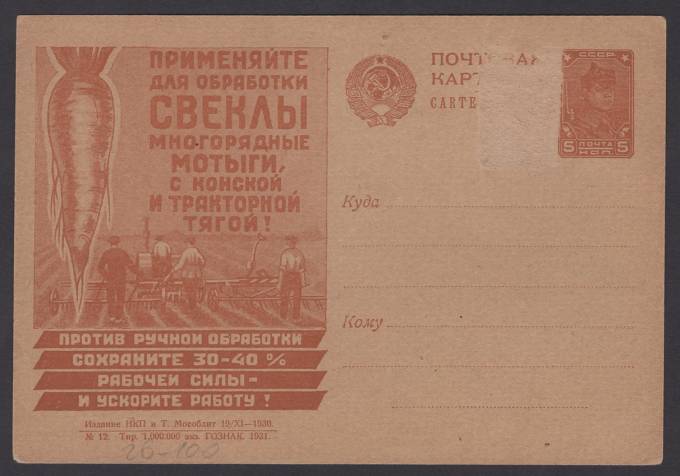 ПРИМЕНЯЙТЕ
ДЛЯ ОБРАБОТКИ
СВЕКЛЫ
МНОГОРЯДНЫЕ
МОТЫГИ,
С КОНСКОЙ
И ТРАКТОРНОЙ
ТЯГОЙ!
ПРОТИВ РУЧНОЙ ОБРАБОТКИ
СОХРАНИТЕ 30-40%
РАБОЧЕЙ СИЛЫ-
И УСКОРИТЕ РАБОТУ!
Издание НКП и Т. Мособлит 19/XI-1930.
№ 12. Тир. 1.000.000 экз. ГОЗНАК. 1931.
20-100
ПОЧТОВАЯ
КАРТ
CARTE
СССР
5 ПОЧТА 5
КОП.
Куда
Кому